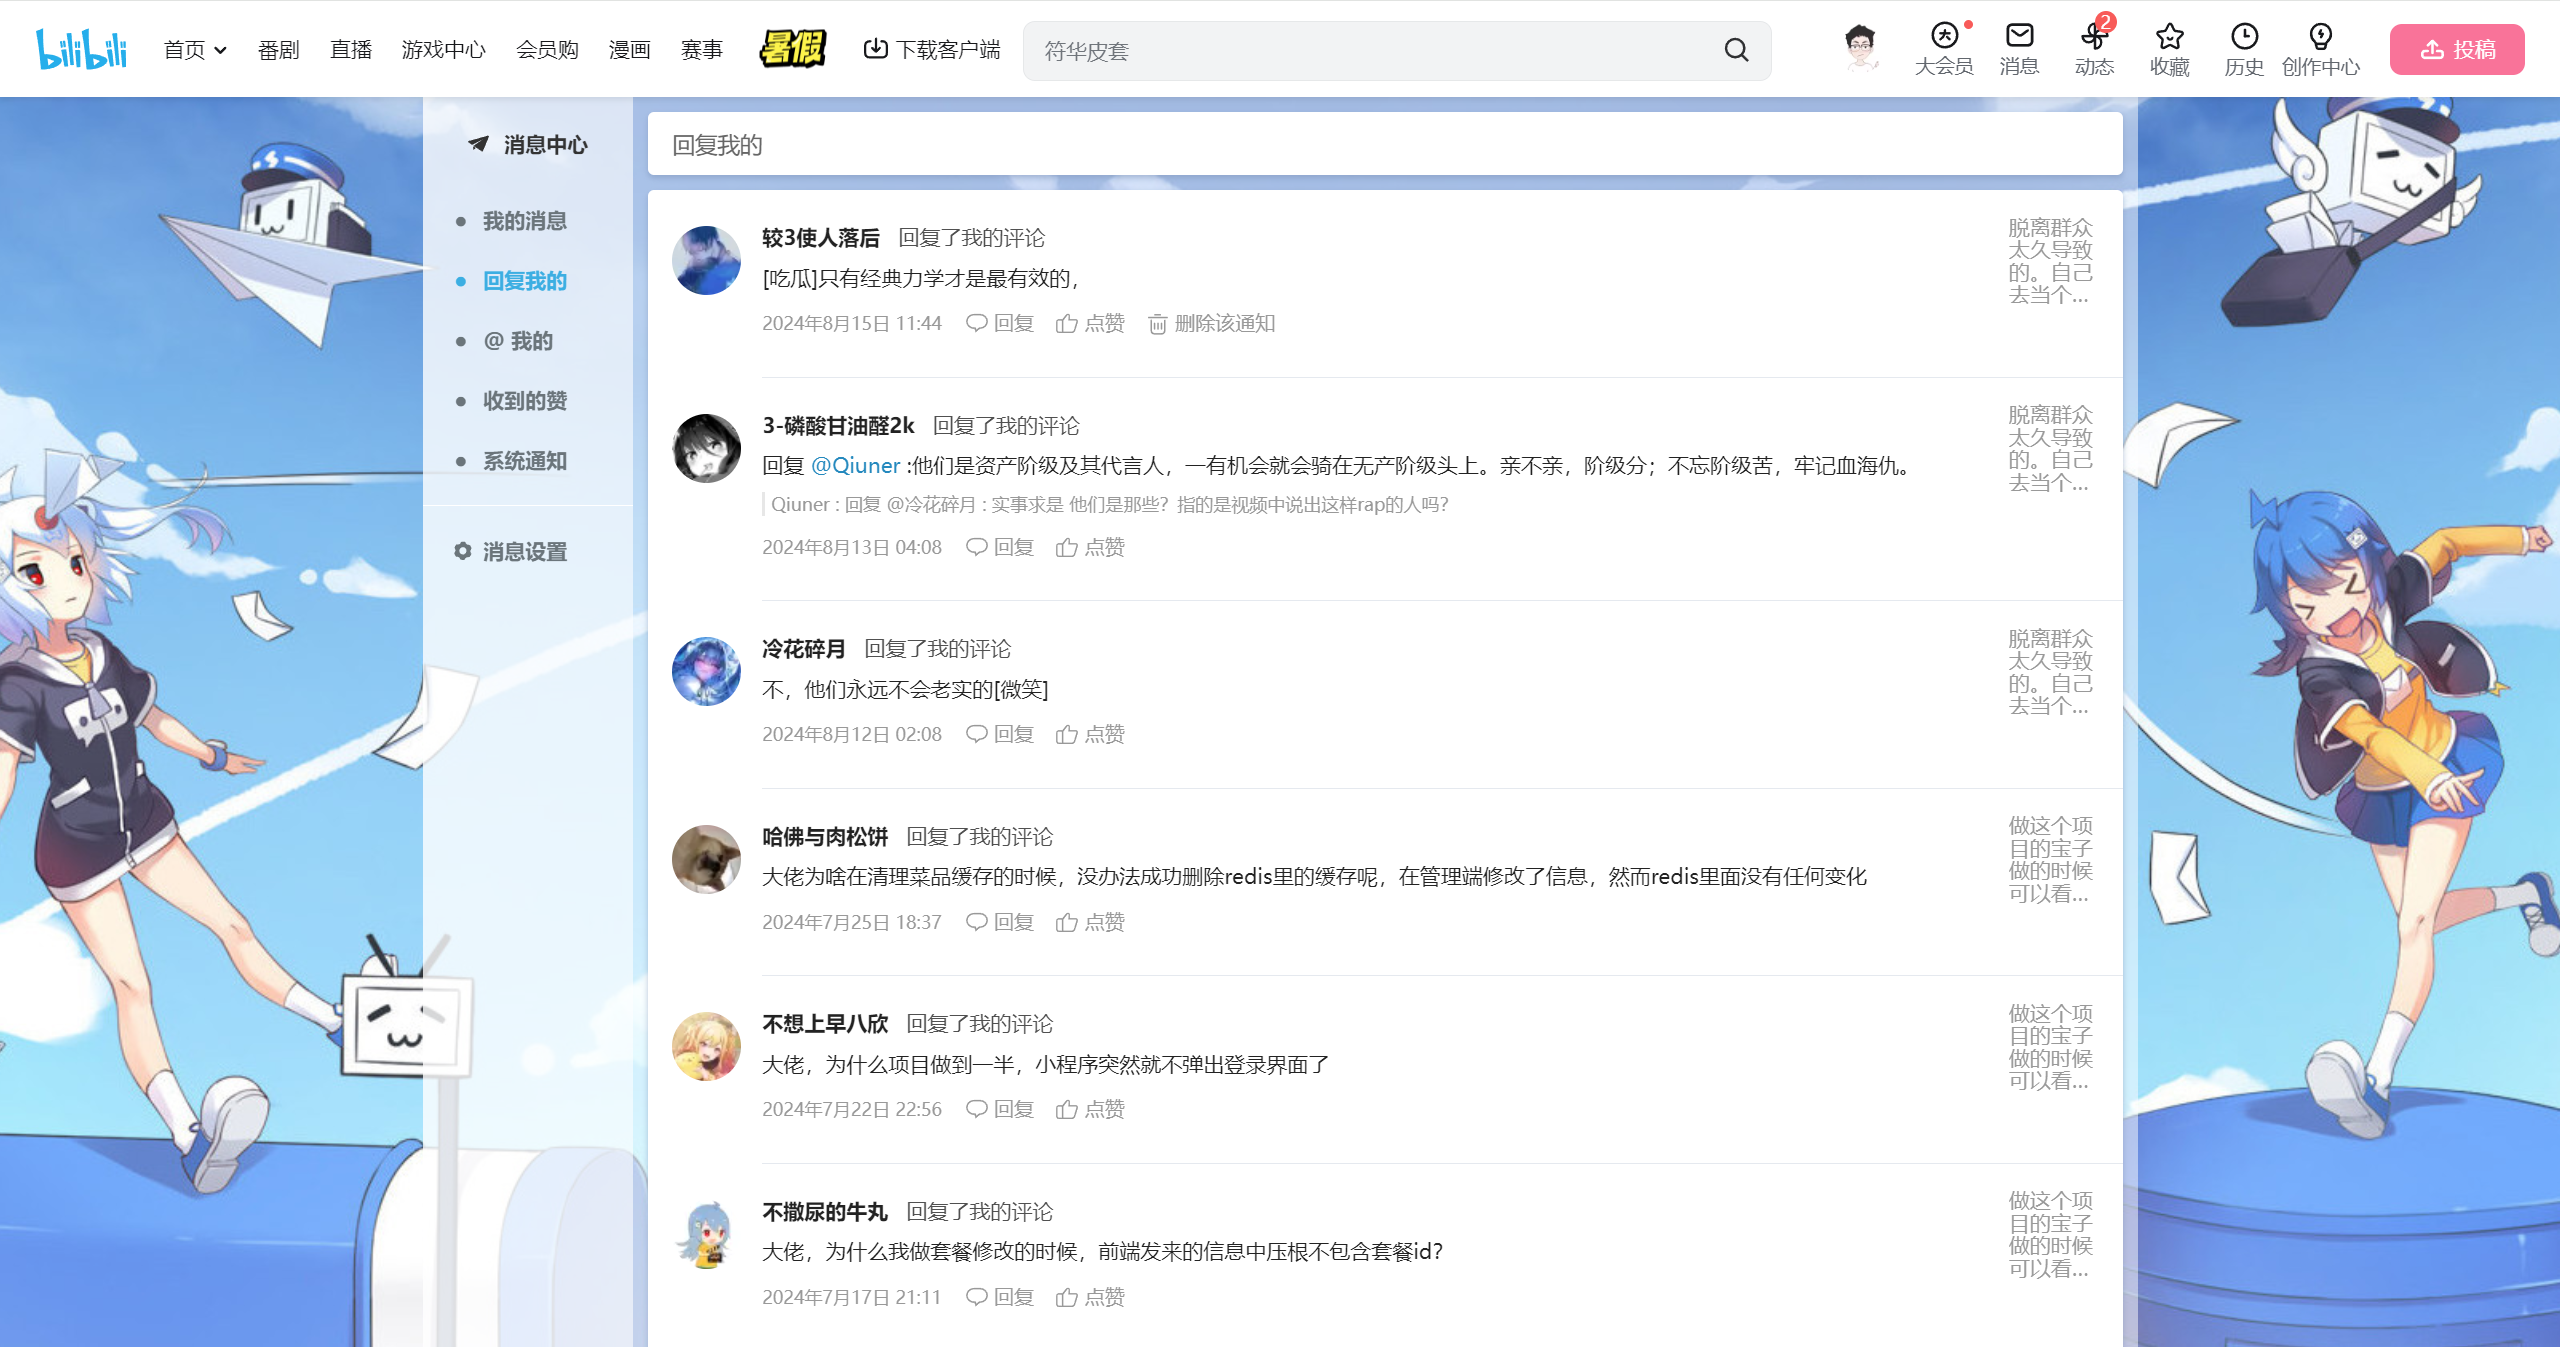 bilibili 首页 番剧 直播 游戏中心 会员购 漫画 赛事 暑假 下载客户端 符华皮套 大会员 消息 2 动态 收藏 历史 创作中心 投稿
消息中心
我的消息
回复我的
@ 我的
收到的赞
系统通知
消息设置
回复我的
较3使人落后 回复了我的评论
[吃瓜]只有经典力学才是最有效的，
2024年8月15日 11:44 回复 点赞 删除该通知
脱离群众
太久导致
的。自己
去当个...
3-磷酸甘油醛2k 回复了我的评论
回复 @Qiuner :他们是资产阶级及其代言人，一有机会就会骑在无产阶级头上。亲不亲，阶级分；不忘阶级苦，牢记血海仇。
Qiuner : 回复 @冷花碎月 : 实事求是 他们是那些？指的是视频中说出这样rap的人吗？
2024年8月13日 04:08 回复 点赞
脱离群众
太久导致
的。自己
去当个...
冷花碎月 回复了我的评论
不，他们永远不会老实的[微笑]
2024年8月12日 02:08 回复 点赞
脱离群众
太久导致
的。自己
去当个...
哈佛与肉松饼 回复了我的评论
大佬为啥在清理菜品缓存的时候，没办法成功删除redis里的缓存呢，在管理端修改了信息，然而redis里面没有任何变化
2024年7月25日 18:37 回复 点赞
做这个项
目的宝子
做的时候
可以看...
不想上早八欣 回复了我的评论
大佬，为什么项目做到一半，小程序突然就不弹出登录界面了
2024年7月22日 22:56 回复 点赞
做这个项
目的宝子
做的时候
可以看...
不撒尿的牛丸 回复了我的评论
大佬，为什么我做套餐修改的时候，前端发来的信息中压根不包含套餐id？
2024年7月17日 21:11 回复 点赞
做这个项
目的宝子
做的时候
可以看...